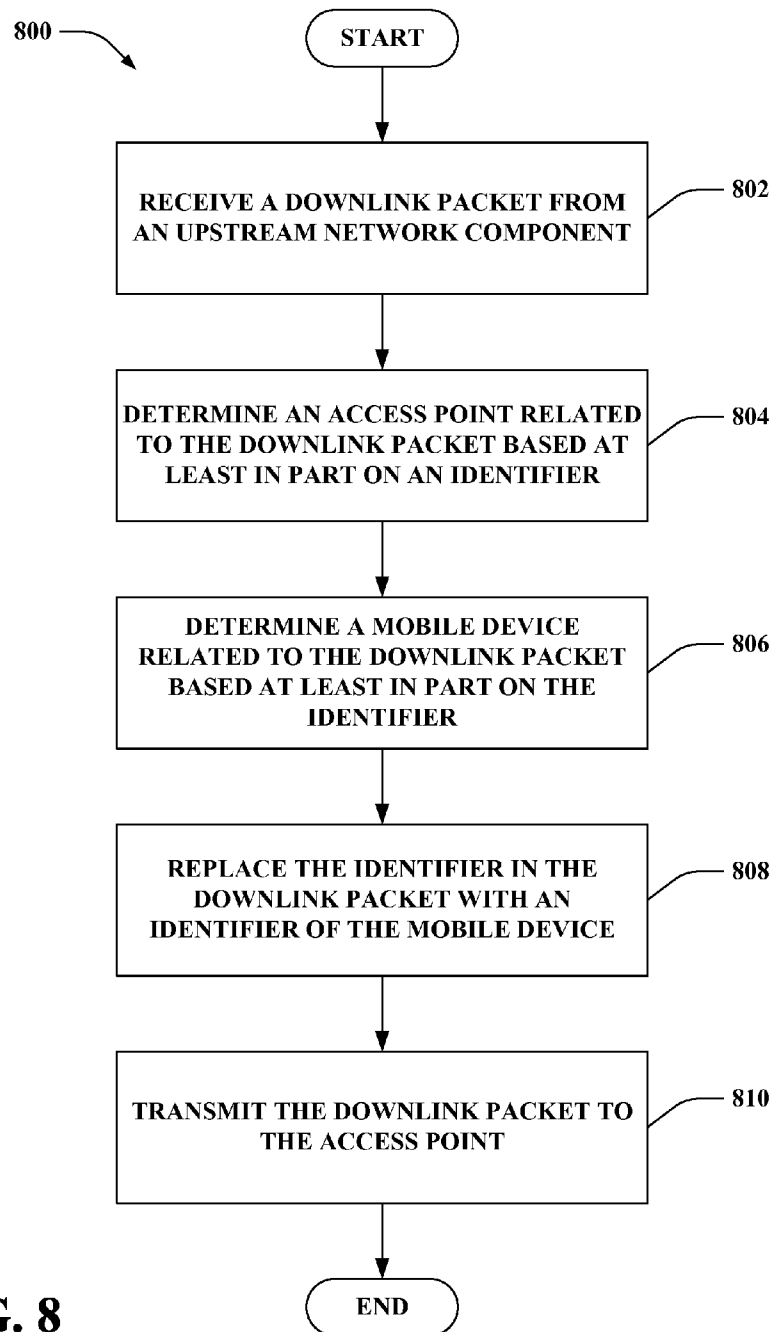 800
START
RECEIVE A DOWNLINK PACKET FROM
AN UPSTREAM NETWORK COMPONENT
802
DETERMINE AN ACCESS POINT RELATED
TO THE DOWNLINK PACKET BASED AT
LEAST IN PART ON AN IDENTIFIER
804
DETERMINE A MOBILE DEVICE
RELATED TO THE DOWNLINK PACKET
BASED AT LEAST IN PART ON THE
IDENTIFIER
806
REPLACE THE IDENTIFIER IN THE
DOWNLINK PACKET WITH AN
IDENTIFIER OF THE MOBILE DEVICE
808
TRANSMIT THE DOWNLINK PACKET TO
THE ACCESS POINT
810
END
G. 8